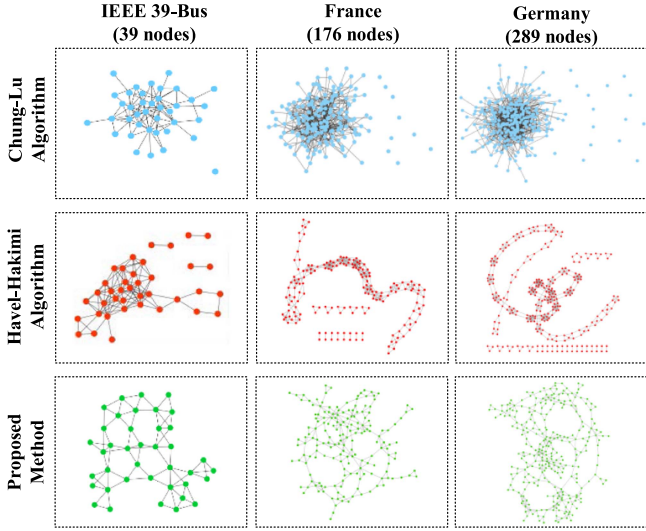 IEEE 39-Bus
(39 nodes)
France
(176 nodes)
Germany
(289 nodes)
Chung-Lu
Algorithm
Havel-Hakimi
Algorithm
Proposed
Method